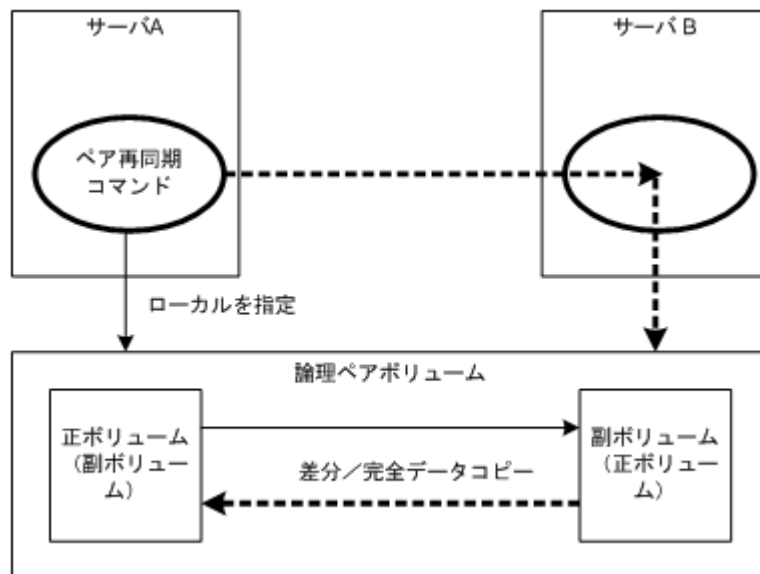 サーバA
サーバ B
ペア再同期
コマンド
ローカルを指定
論理ペアボリューム
正ボリューム
（副ボリュー
ム）
副ボリューム
（正ボリュー
ム）
差分／完全データコピー